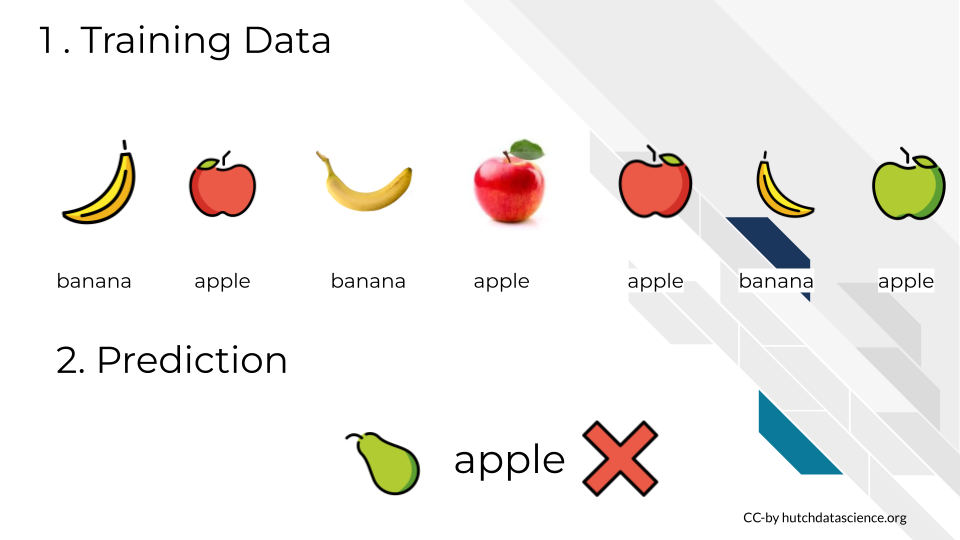 1 . Training Data
banana apple banana apple apple banana apple
2. Prediction
apple
CC-by hutchdatascience.org